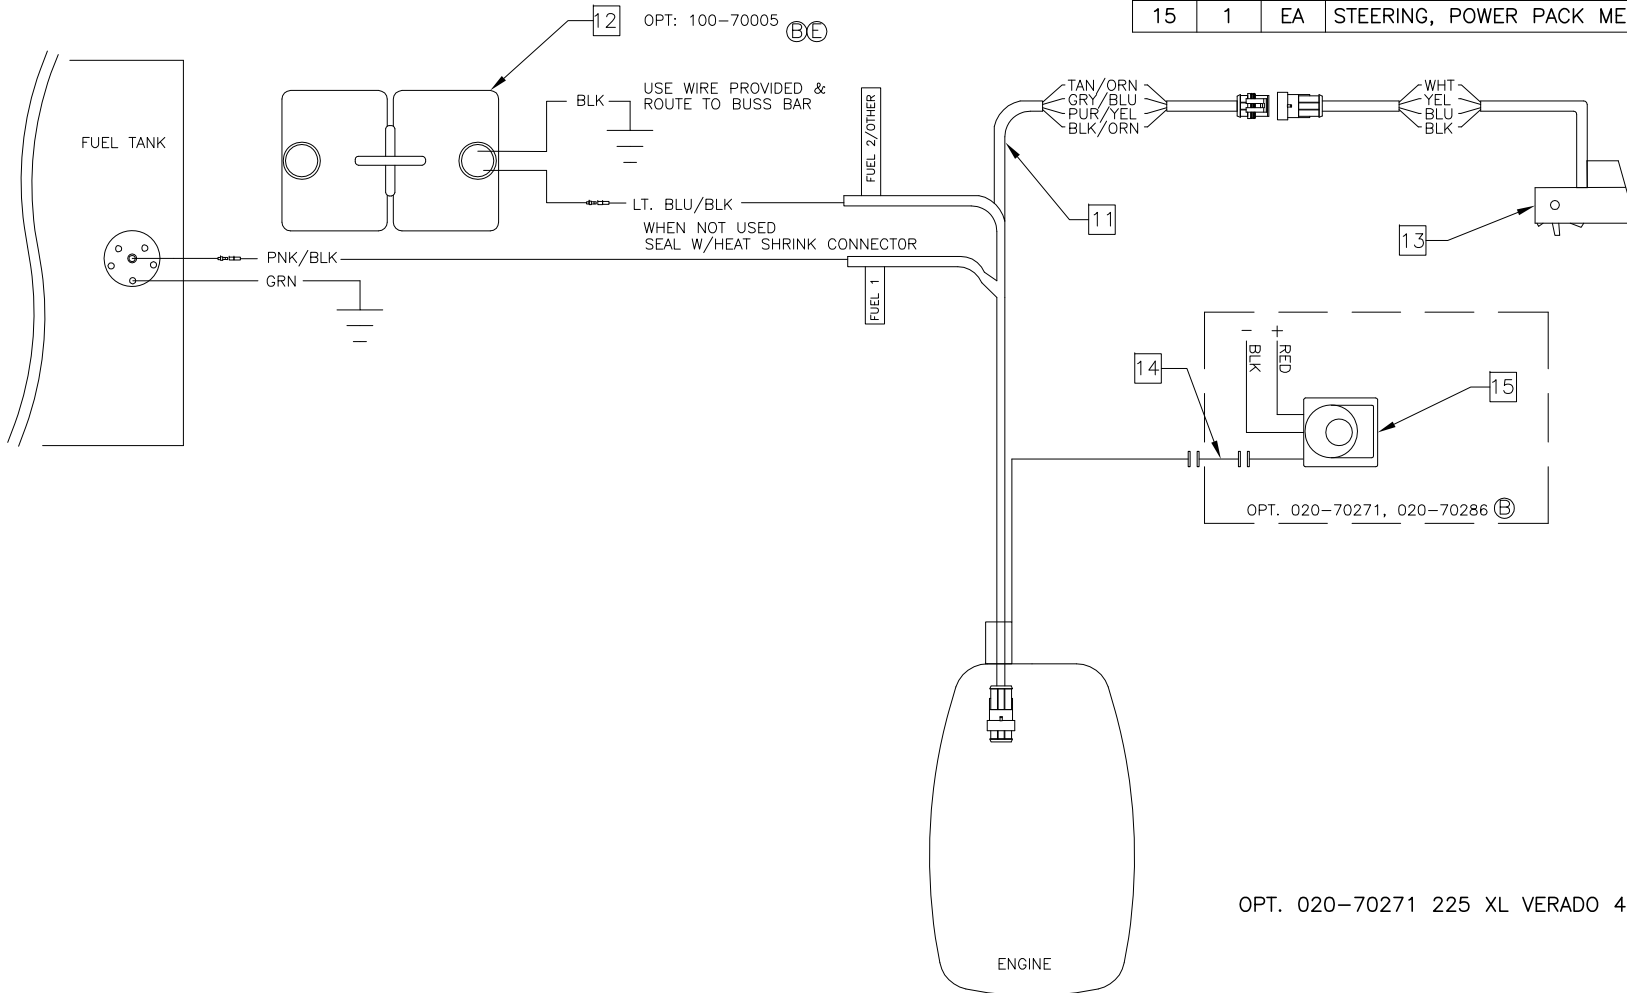 12 OPT: 100-70005 B E
15 1 EA STEERING, POWER PACK ME
USE WIRE PROVIDED &
ROUTE TO BUSS BAR
BLK
FUEL TANK
FUEL 2/OTHER
TAN/ORN
GRY/BLU
PUR/YEL
BLK/ORN
WHT
YEL
BLU
BLK
LT. BLU/BLK
WHEN NOT USED
SEAL W/HEAT SHRINK CONNECTOR
11
13
PNK/BLK
GRN
FUEL 1
- +
BLK RED
14
15
OPT. 020-70271, 020-70286 B
OPT. 020-70271 225 XL VERADO 4
ENGINE